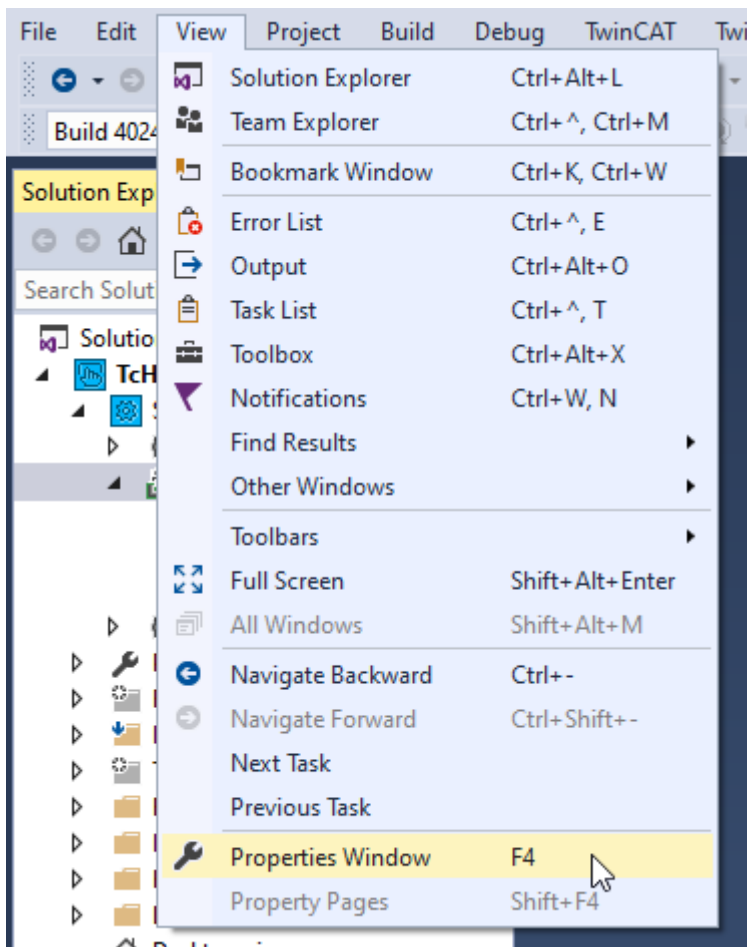 File Edit View Project Build Debug TwinCAT
Solution Explorer Ctrl+Alt+L
Team Explorer Ctrl+^, Ctrl+M
Build 4024
Bookmark Window Ctrl+K, Ctrl+W
Solution Exp
Error List Ctrl+^, E
Output Ctrl+Alt+O
Search Solut
Task List Ctrl+^, T
Toolbox Ctrl+Alt+X
Notifications Ctrl+W, N
Find Results
Other Windows
Toolbars
Full Screen Shift+Alt+Enter
All Windows Shift+Alt+M
Navigate Backward Ctrl+-
Navigate Forward Ctrl+Shift+-
Next Task
Previous Task
Properties Window F4
Property Pages Shift+F4